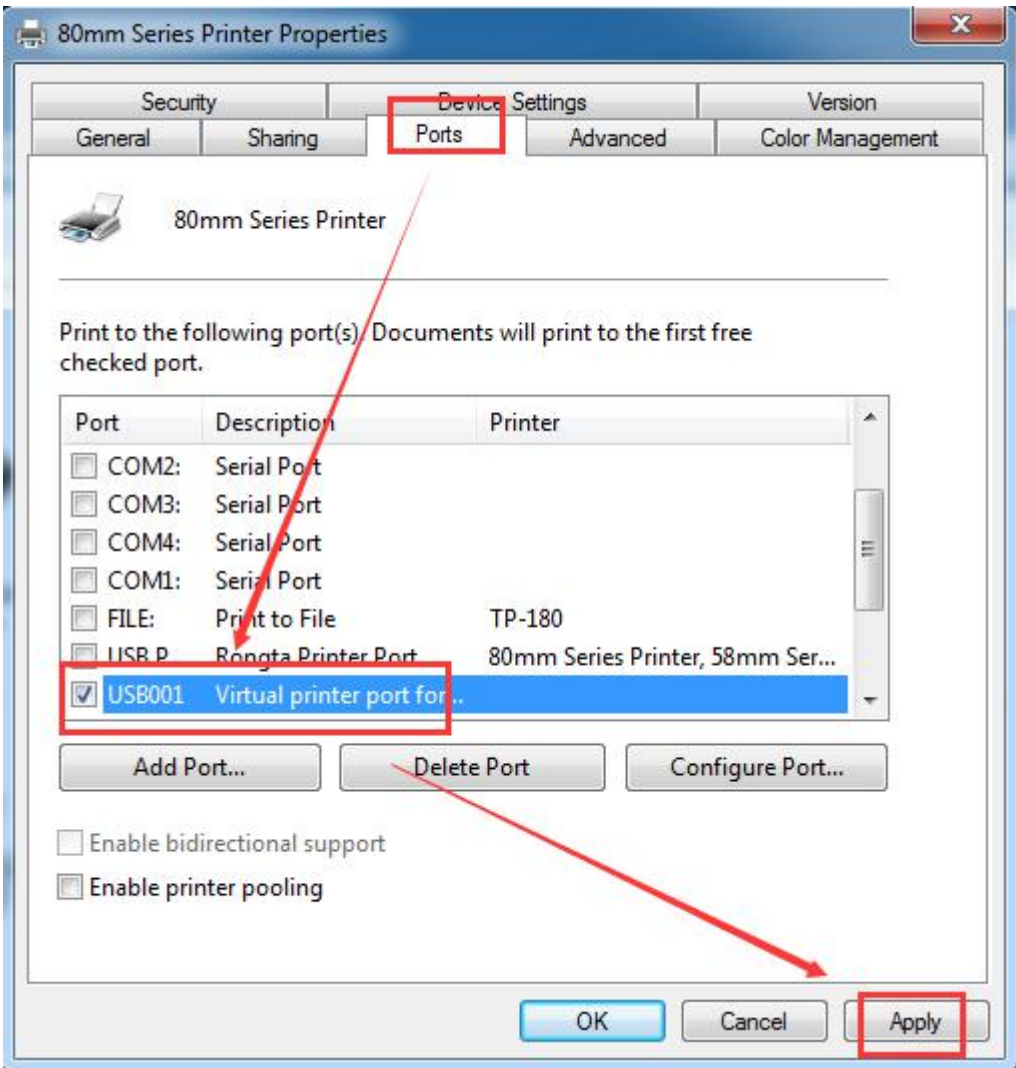 80mm Series Printer Properties
Security Device Settings Version
General Sharing Ports Advanced Color Management
80mm Series Printer
Print to the following port(s). Documents will print to the first free
checked port.
Port Description Printer
COM2: Serial Port
COM3: Serial Port
COM4: Serial Port
COM1: Serial Port
FILE: Print to File TP-180
USB P... Rongta Printer Port 80mm Series Printer, 58mm Ser...
USB001 Virtual printer port for...
Add Port... Delete Port Configure Port...
Enable bidirectional support
Enable printer pooling
OK Cancel Apply